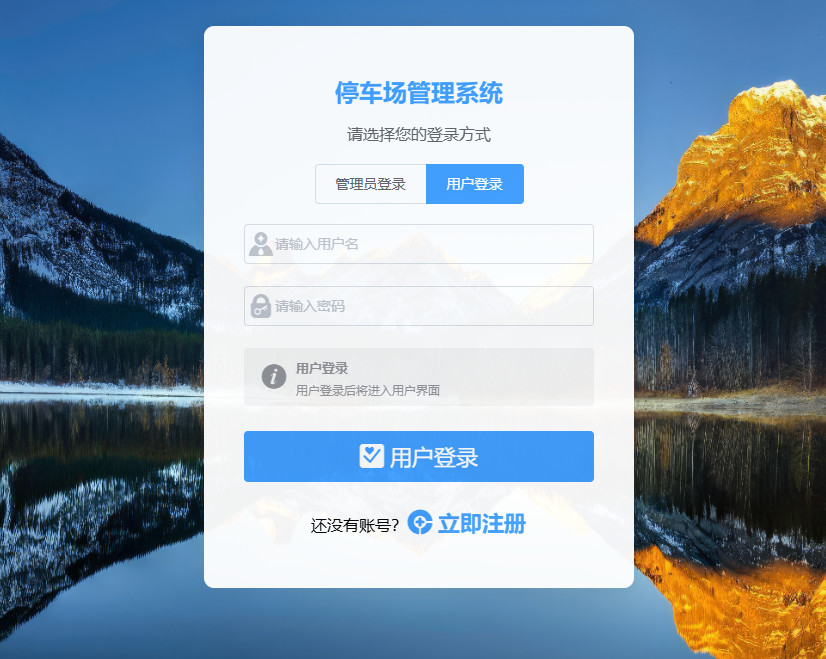 停车场管理系统
请选择您的登录方式
管理员登录 用户登录
请输入用户名
请输入密码
用户登录
用户登录后将进入用户界面
用户登录
还没有账号? 立即注册